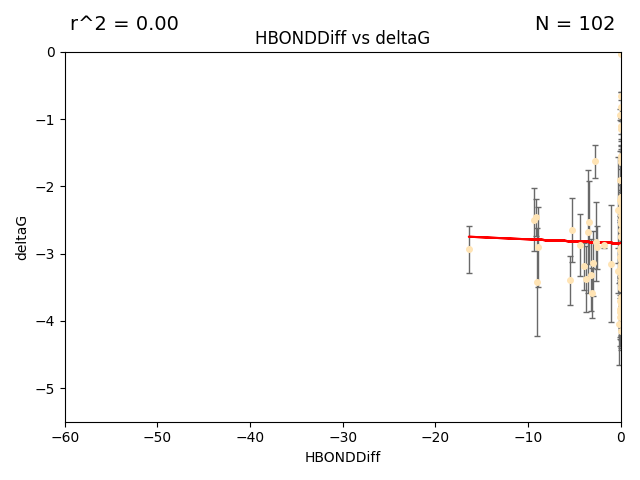 r^2 = 0.00
N = 102
HBONDDiff vs deltaG
deltaG
0
−1
−2
−3
−4
−5
−60
−50
−40
−30
−20
−10
0
HBONDDiff